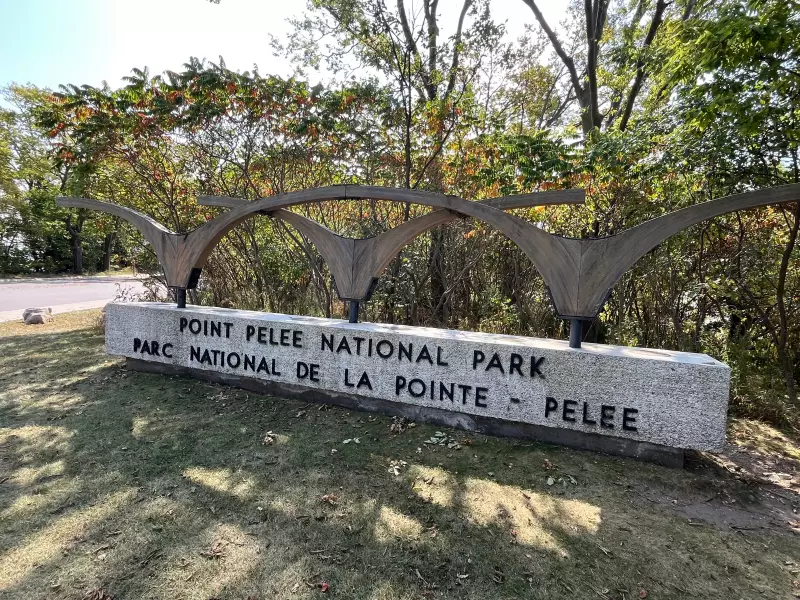 POINT PELEE NATIONAL PARK
PARC NATIONAL DE LA POINTE - PELEE